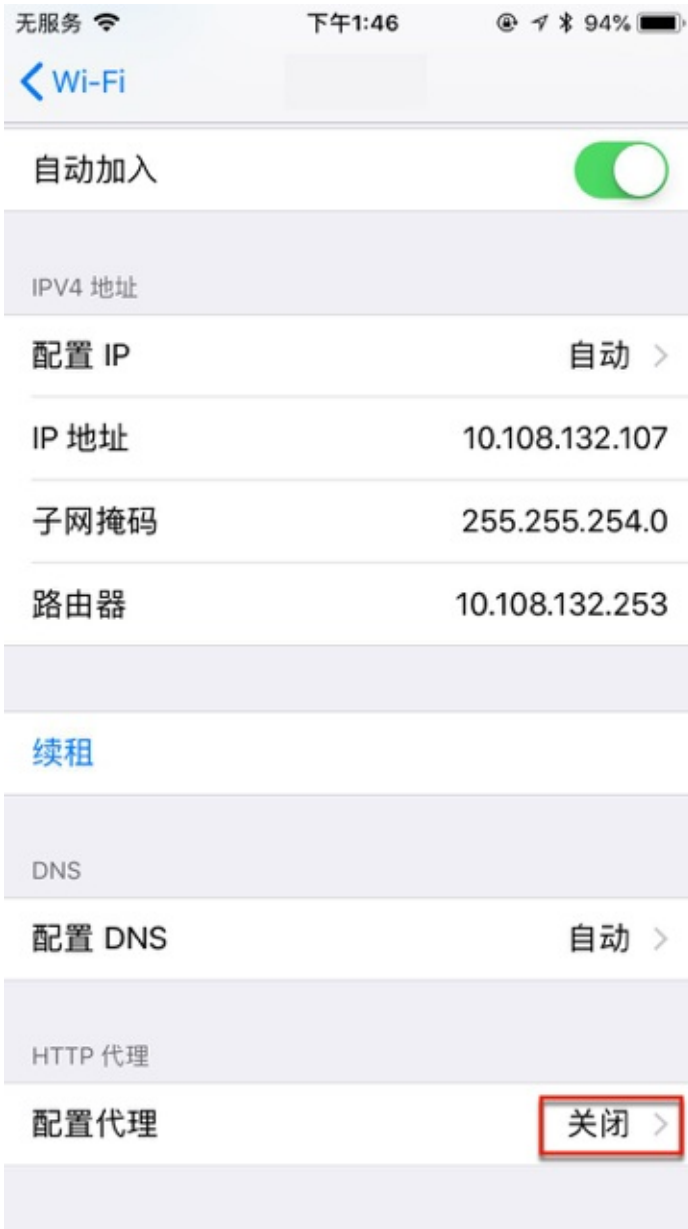 无服务 下午1:46 94%
Wi-Fi
自动加入
IPV4 地址
配置 IP 自动
IP 地址 10.108.132.107
子网掩码 255.255.254.0
路由器 10.108.132.253
续租
DNS
配置 DNS 自动
HTTP 代理
配置代理 关闭